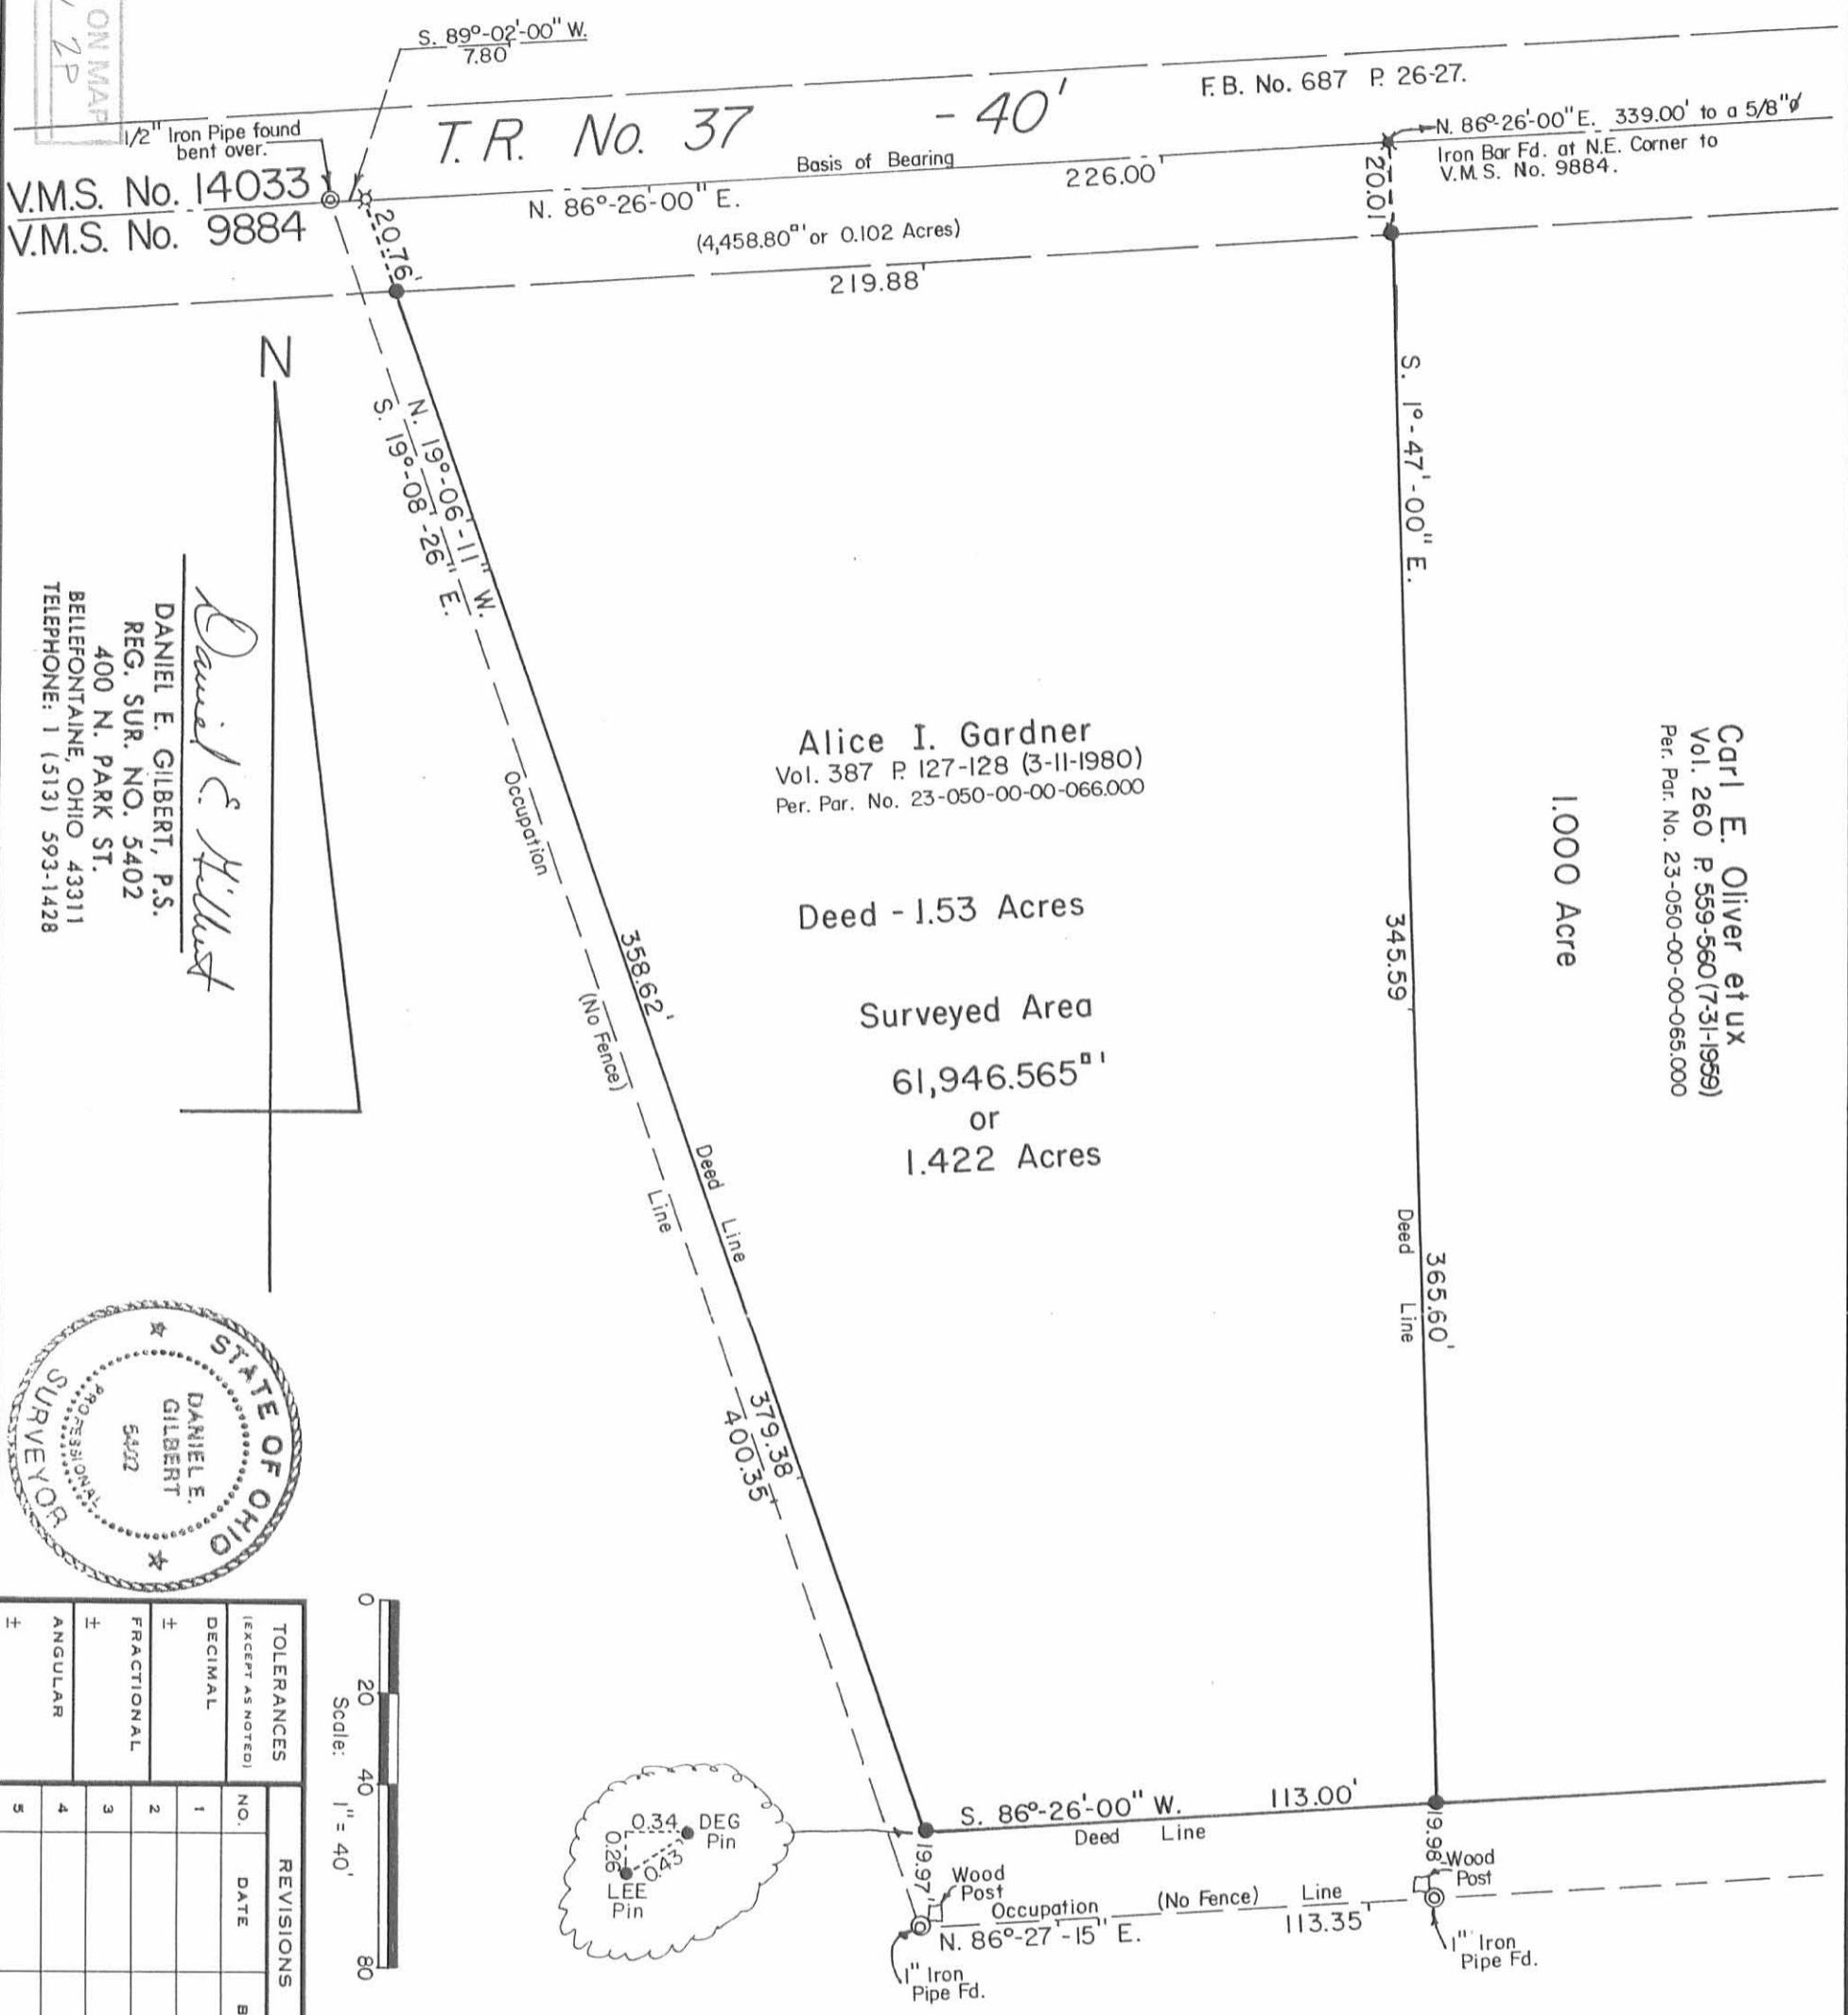 ON MAP
2P
S. 89°-02'-00" W.
7.80'
F.B. No. 687 P. 26-27.
T.R. No. 37 - 40'
1/2" Iron Pipe found
bent over.
N. 86°-26'-00" E. 339.00' to a 5/8"ø
Iron Bar Fd. at N.E. Corner to
V.M.S. No. 9884.
V.M.S. No. 14033
V.M.S. No. 9884
Basis of Bearing
N. 86°-26'-00" E.
226.00'
20.76'
20.01'
(4,458.80□' or 0.102 Acres)
219.88'
N
N. 19°-06'-11" W.
S. 19°-08'-26" E.
S. 1°-47'-00" E.
Occupation
(No Fence)
Line
358.62'
Deed Line
379.38'
400.35'
345.59'
Deed Line
365.60'
Alice I. Gardner
Vol. 387 P. 127-128 (3-11-1980)
Per. Par. No. 23-050-00-00-066.000
Deed - 1.53 Acres
Surveyed Area
61,946.565□'
or
1.422 Acres
Carl E. Oliver et ux
Vol. 260 P. 559-560 (7-31-1959)
Per. Par. No. 23-050-00-00-065.000
1.000 Acre
Daniel E. Gilbert
DANIEL E. GILBERT, P.S.
REG. SUR. NO. 5402
400 N. PARK ST.
BELLEFONTAINE, OHIO 43311
TELEPHONE: 1 (513) 593-1428
STATE OF OHIO
DANIEL E.
GILBERT
5402
PROFESSIONAL
SURVEYOR
0 20 40 80
Scale: 1" = 40'
0.34
DEG
Pin
0.26
0.43
LEE
Pin
S. 86°-26'-00" W. 113.00'
Deed Line
19.97'
19.98'
Wood
Post
Wood
Post
Occupation (No Fence) Line
N. 86°-27'-15" E. 113.35'
1" Iron
Pipe Fd.
1" Iron
Pipe Fd.
TOLERANCES
(EXCEPT AS NOTED)
DECIMAL
±
FRACTIONAL
±
ANGULAR
±
REVISIONS
NO. DATE B
1
2
3
4
5